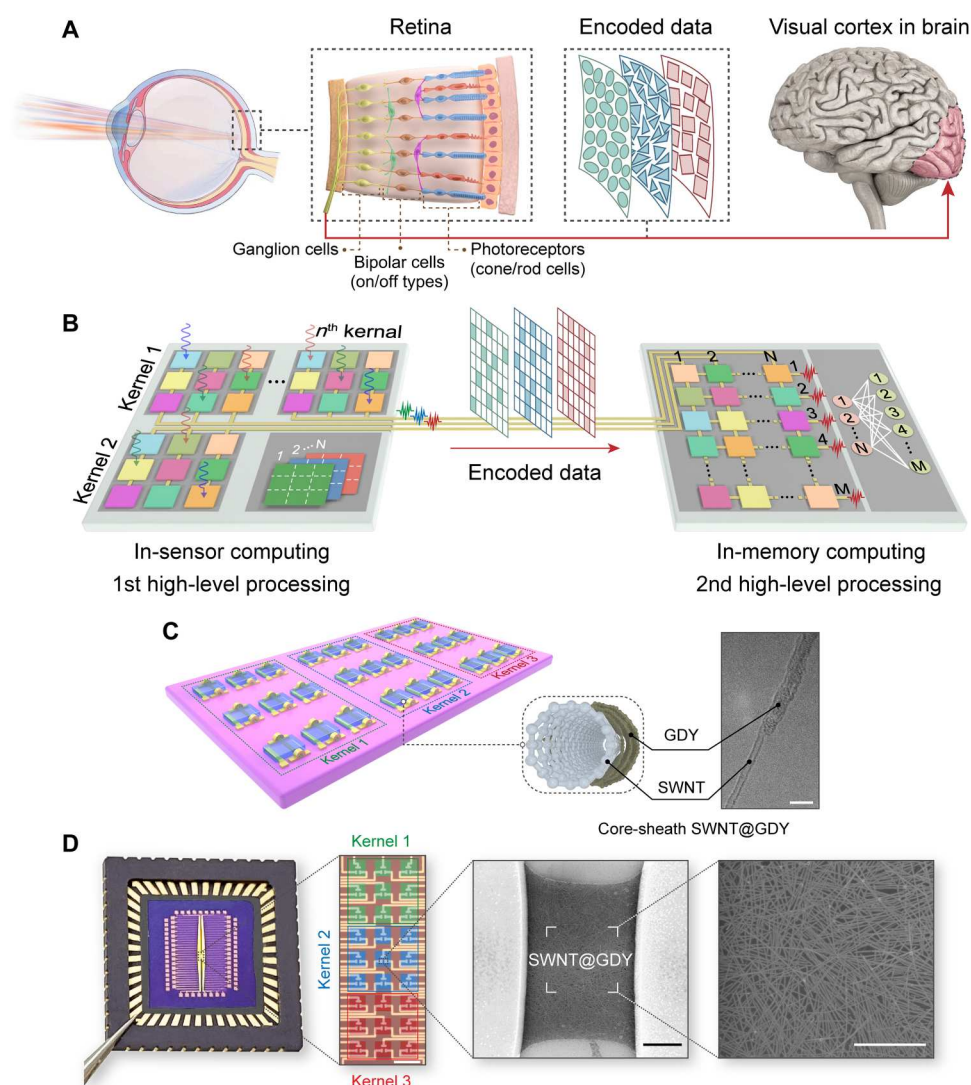 A
Retina
Encoded data
Visual cortex in brain
Ganglion cells
Bipolar cells
(on/off types)
Photoreceptors
(cone/rod cells)
B
Kernel 1
nth kernal
Kernel 2
1 2 ··· N
Encoded data
1 2 N
1
2
3
4
M
1
2
N
1
2
3
4
M
In-sensor computing
1st high-level processing
In-memory computing
2nd high-level processing
C
Kernel 1
Kernel 2
Kernel 3
GDY
SWNT
Core-sheath SWNT@GDY
D
Kernel 1
Kernel 2
Kernel 3
SWNT@GDY